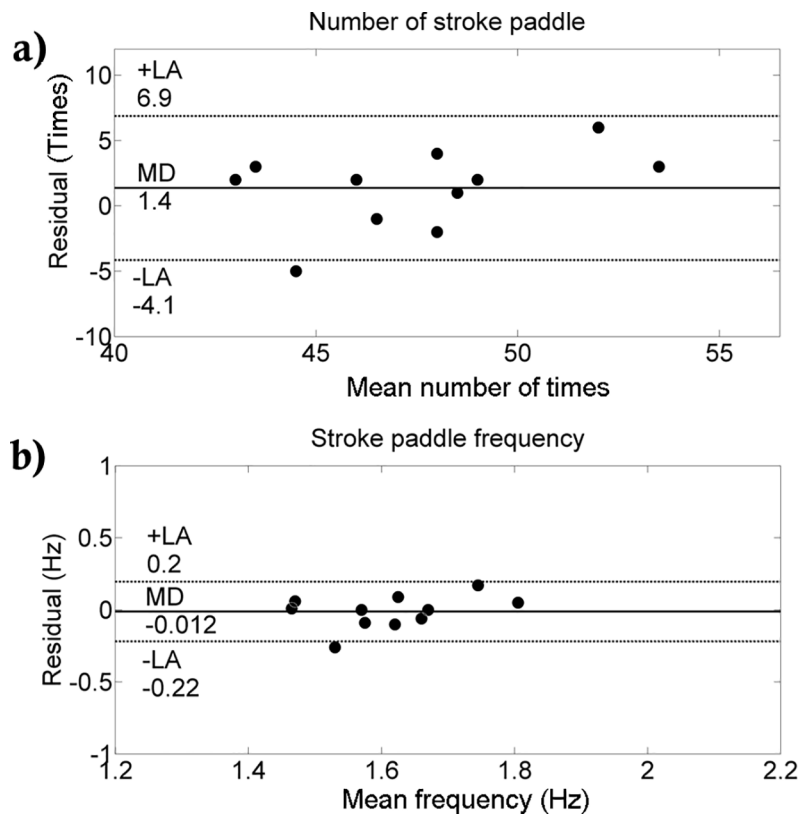 Number of stroke paddle
a)
Residual (Times)
10
5
0
-5
-10
+LA
6.9
MD
1.4
-LA
-4.1
40 45 50 55
Mean number of times
Stroke paddle frequency
b)
Residual (Hz)
1
0.5
0
-0.5
-1
+LA
0.2
MD
-0.012
-LA
-0.22
1.2 1.4 1.6 1.8 2 2.2
Mean frequency (Hz)